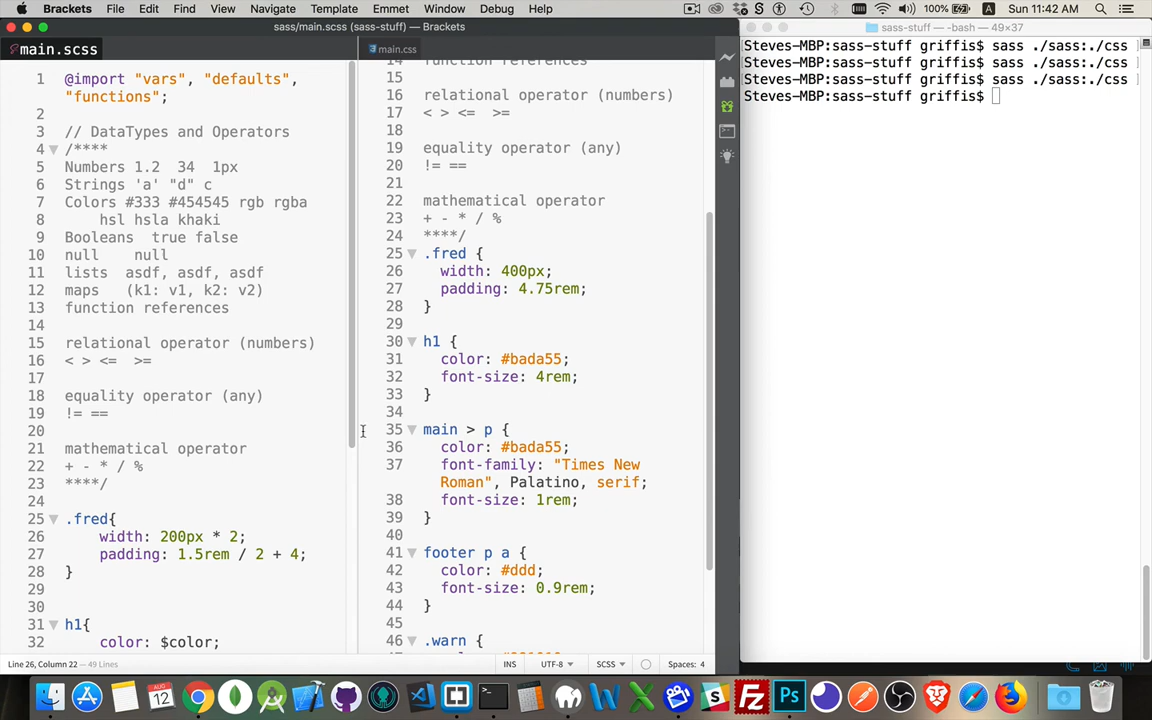 Brackets File Edit Find View Navigate Template Emmet Window Debug Help 100% A Sun 11:42 AM
sass/main.scss (sass-stuff) — Brackets
sass-stuff — -bash — 49×37
main.scss
main.css
1 @import "vars", "defaults",
"functions";
2
3 // DataTypes and Operators
4 /****
5 Numbers 1.2 34 1px
6 Strings 'a' "d" c
7 Colors #333 #454545 rgb rgba
8 hsl hsla khaki
9 Booleans true false
10 null null
11 lists asdf, asdf, asdf
12 maps (k1: v1, k2: v2)
13 function references
14
15 relational operator (numbers)
16 < > <= >=
17
18 equality operator (any)
19 != ==
20
21 mathematical operator
22 + - * / %
23 ****/
24
25 .fred{
26 width: 200px * 2;
27 padding: 1.5rem / 2 + 4;
28 }
29
30
31 h1{
32 color: $color;
14 function references
15
16 relational operator (numbers)
17 < > <= >=
18
19 equality operator (any)
20 != ==
21
22 mathematical operator
23 + - * / %
24 ****/
25 .fred {
26 width: 400px;
27 padding: 4.75rem;
28 }
29
30 h1 {
31 color: #bada55;
32 font-size: 4rem;
33 }
34
35 main > p {
36 color: #bada55;
37 font-family: "Times New
Roman", Palatino, serif;
38 font-size: 1rem;
39 }
40
41 footer p a {
42 color: #ddd;
43 font-size: 0.9rem;
44 }
45
46 .warn {
Steves-MBP:sass-stuff griffis$ sass ./sass:./css
Steves-MBP:sass-stuff griffis$ sass ./sass:./css
Steves-MBP:sass-stuff griffis$ sass ./sass:./css
Steves-MBP:sass-stuff griffis$
Line 26, Column 22 — 49 Lines
INS UTF-8 SCSS Spaces: 4